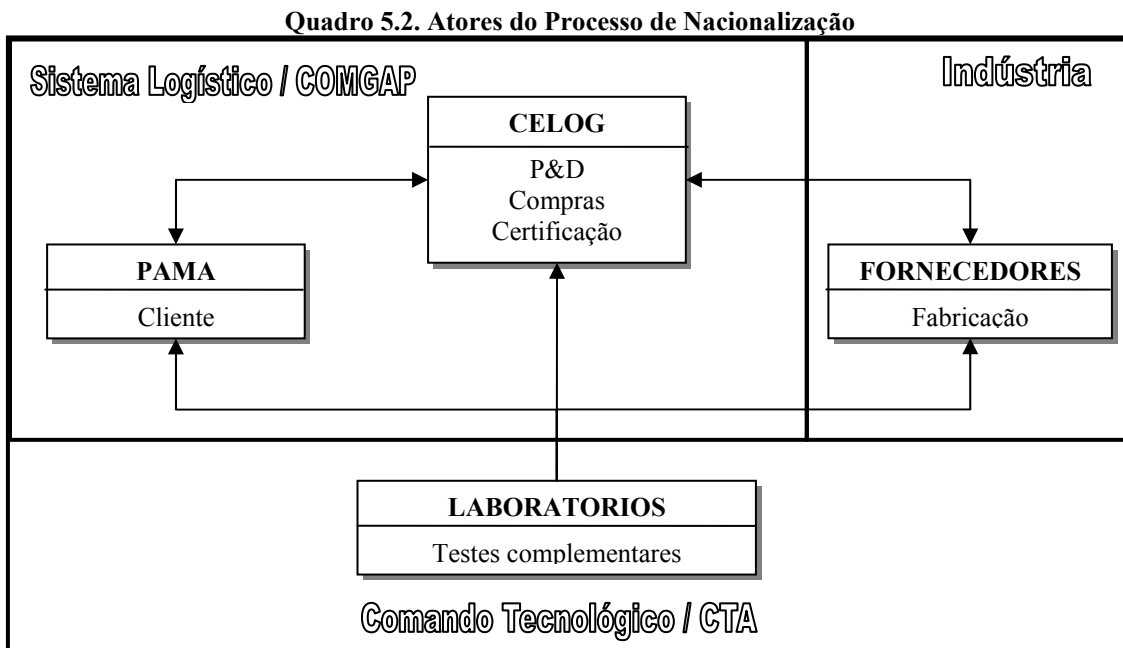 Quadro 5.2. Atores do Processo de Nacionalização
Sistema Logístico / COMGAP
Indústria
CELOG
P&D
Compras
Certificação
PAMA
Cliente
FORNECEDORES
Fabricação
LABORATORIOS
Testes complementares
Comando Tecnológico / CTA